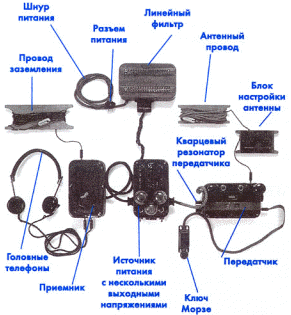 Шнур
питания
Разъем
питания
Линейный
фильтр
Антенный
провод
Провод
заземления
Блок
настройки
антенны
Кварцевый
резонатор
передатчика
Головные
телефоны
Приемник
Источник
питания
с несколькими
выходными
напряжениями
Ключ
Морзе
Передатчик